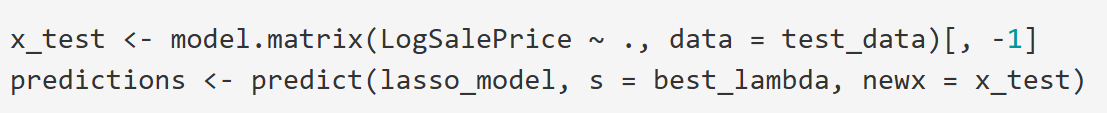 x_test <- model.matrix(LogSalePrice ~ ., data = test_data)[, -1]
predictions <- predict(lasso_model, s = best_lambda, newx = x_test)